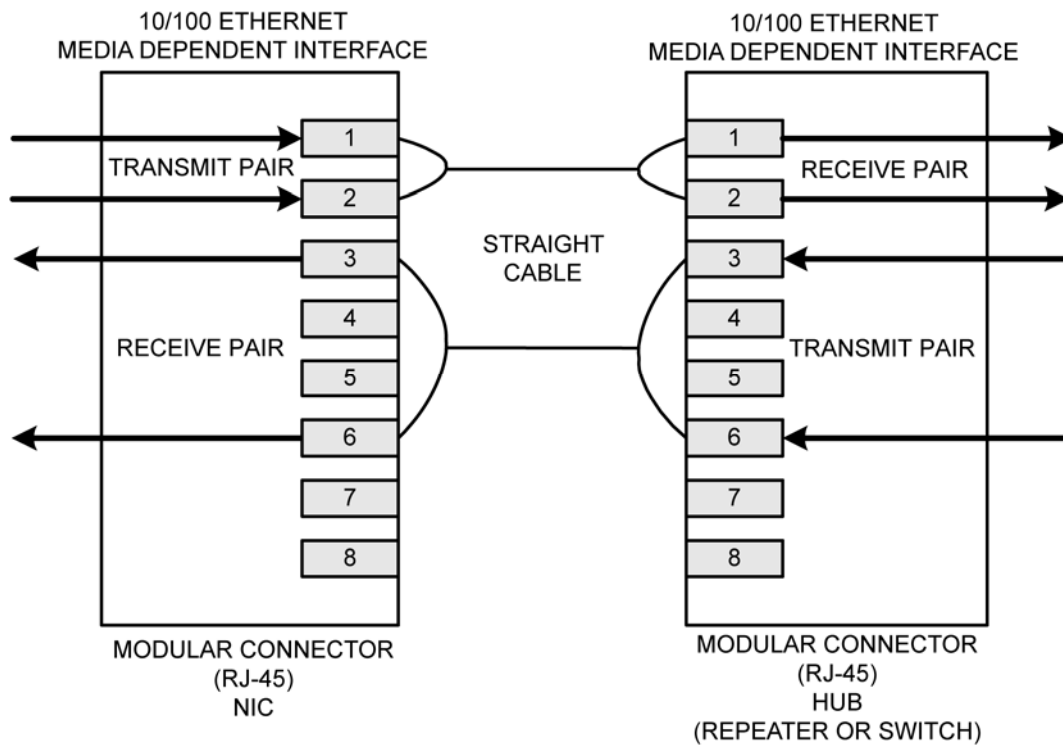 10/100 ETHERNET
MEDIA DEPENDENT INTERFACE
1
TRANSMIT PAIR
2
3
4
RECEIVE PAIR
5
6
7
8
MODULAR CONNECTOR
(RJ-45)
NIC
STRAIGHT
CABLE
10/100 ETHERNET
MEDIA DEPENDENT INTERFACE
1
RECEIVE PAIR
2
3
4
TRANSMIT PAIR
5
6
7
8
MODULAR CONNECTOR
(RJ-45)
HUB
(REPEATER OR SWITCH)